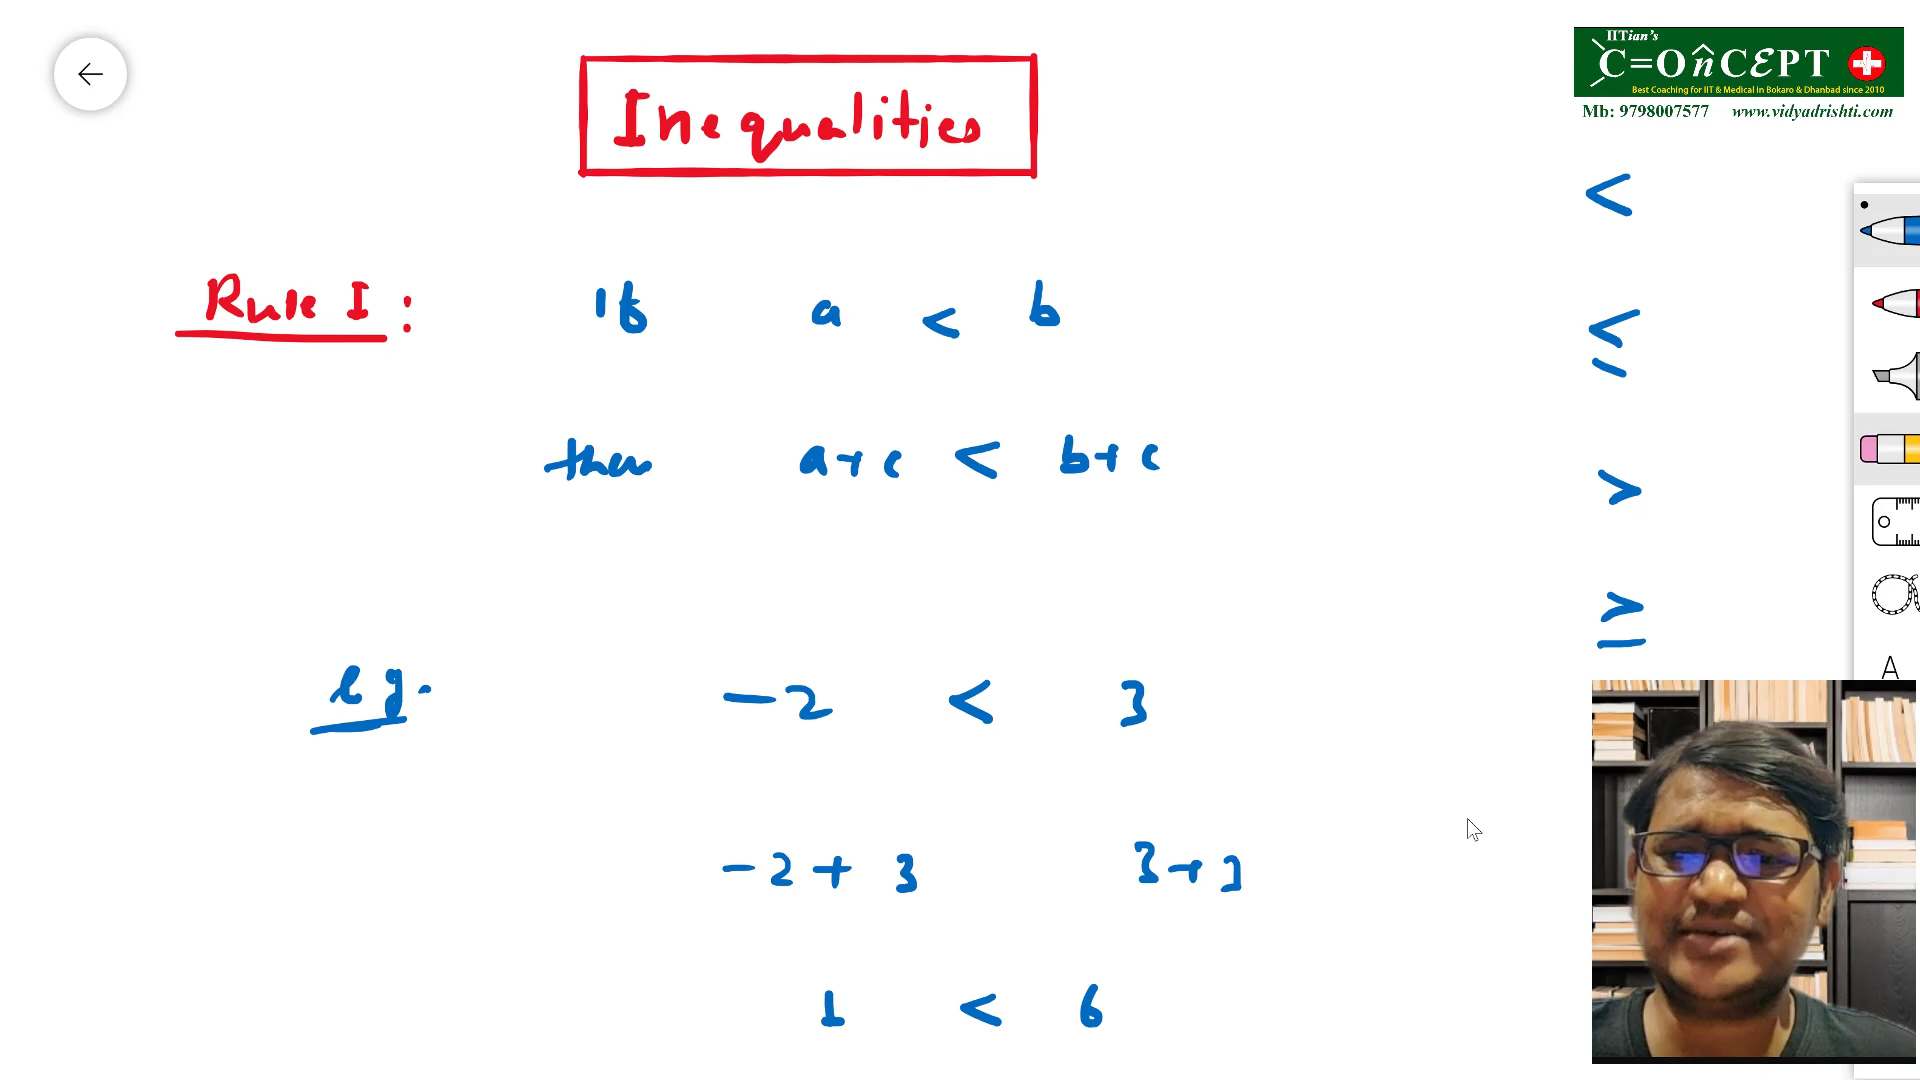 IITian's
C=OnCEPT
Best Coaching for IIT & Medical in Bokaro & Dhanbad since 2010
Mb: 9798007577 www.vidyadrishti.com
Inequalities
<
Rule I : If a < b
≤
then a+c < b+c
>
≥
A
eg. -2 < 3
-2 + 3 3 + 3
1 < 6